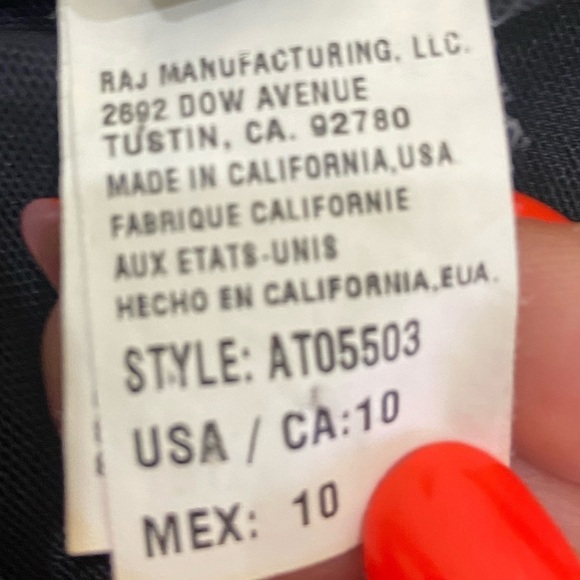 RAJ MANUFACTURING, LLC.
2692 DOW AVENUE
TUSTIN, CA. 92780
MADE IN CALIFORNIA,USA
FABRIQUE CALIFORNIE
AUX ETATS-UNIS
HECHO EN CALIFORNIA,EUA.
STYLE: AT05503
USA / CA:10
MEX: 10